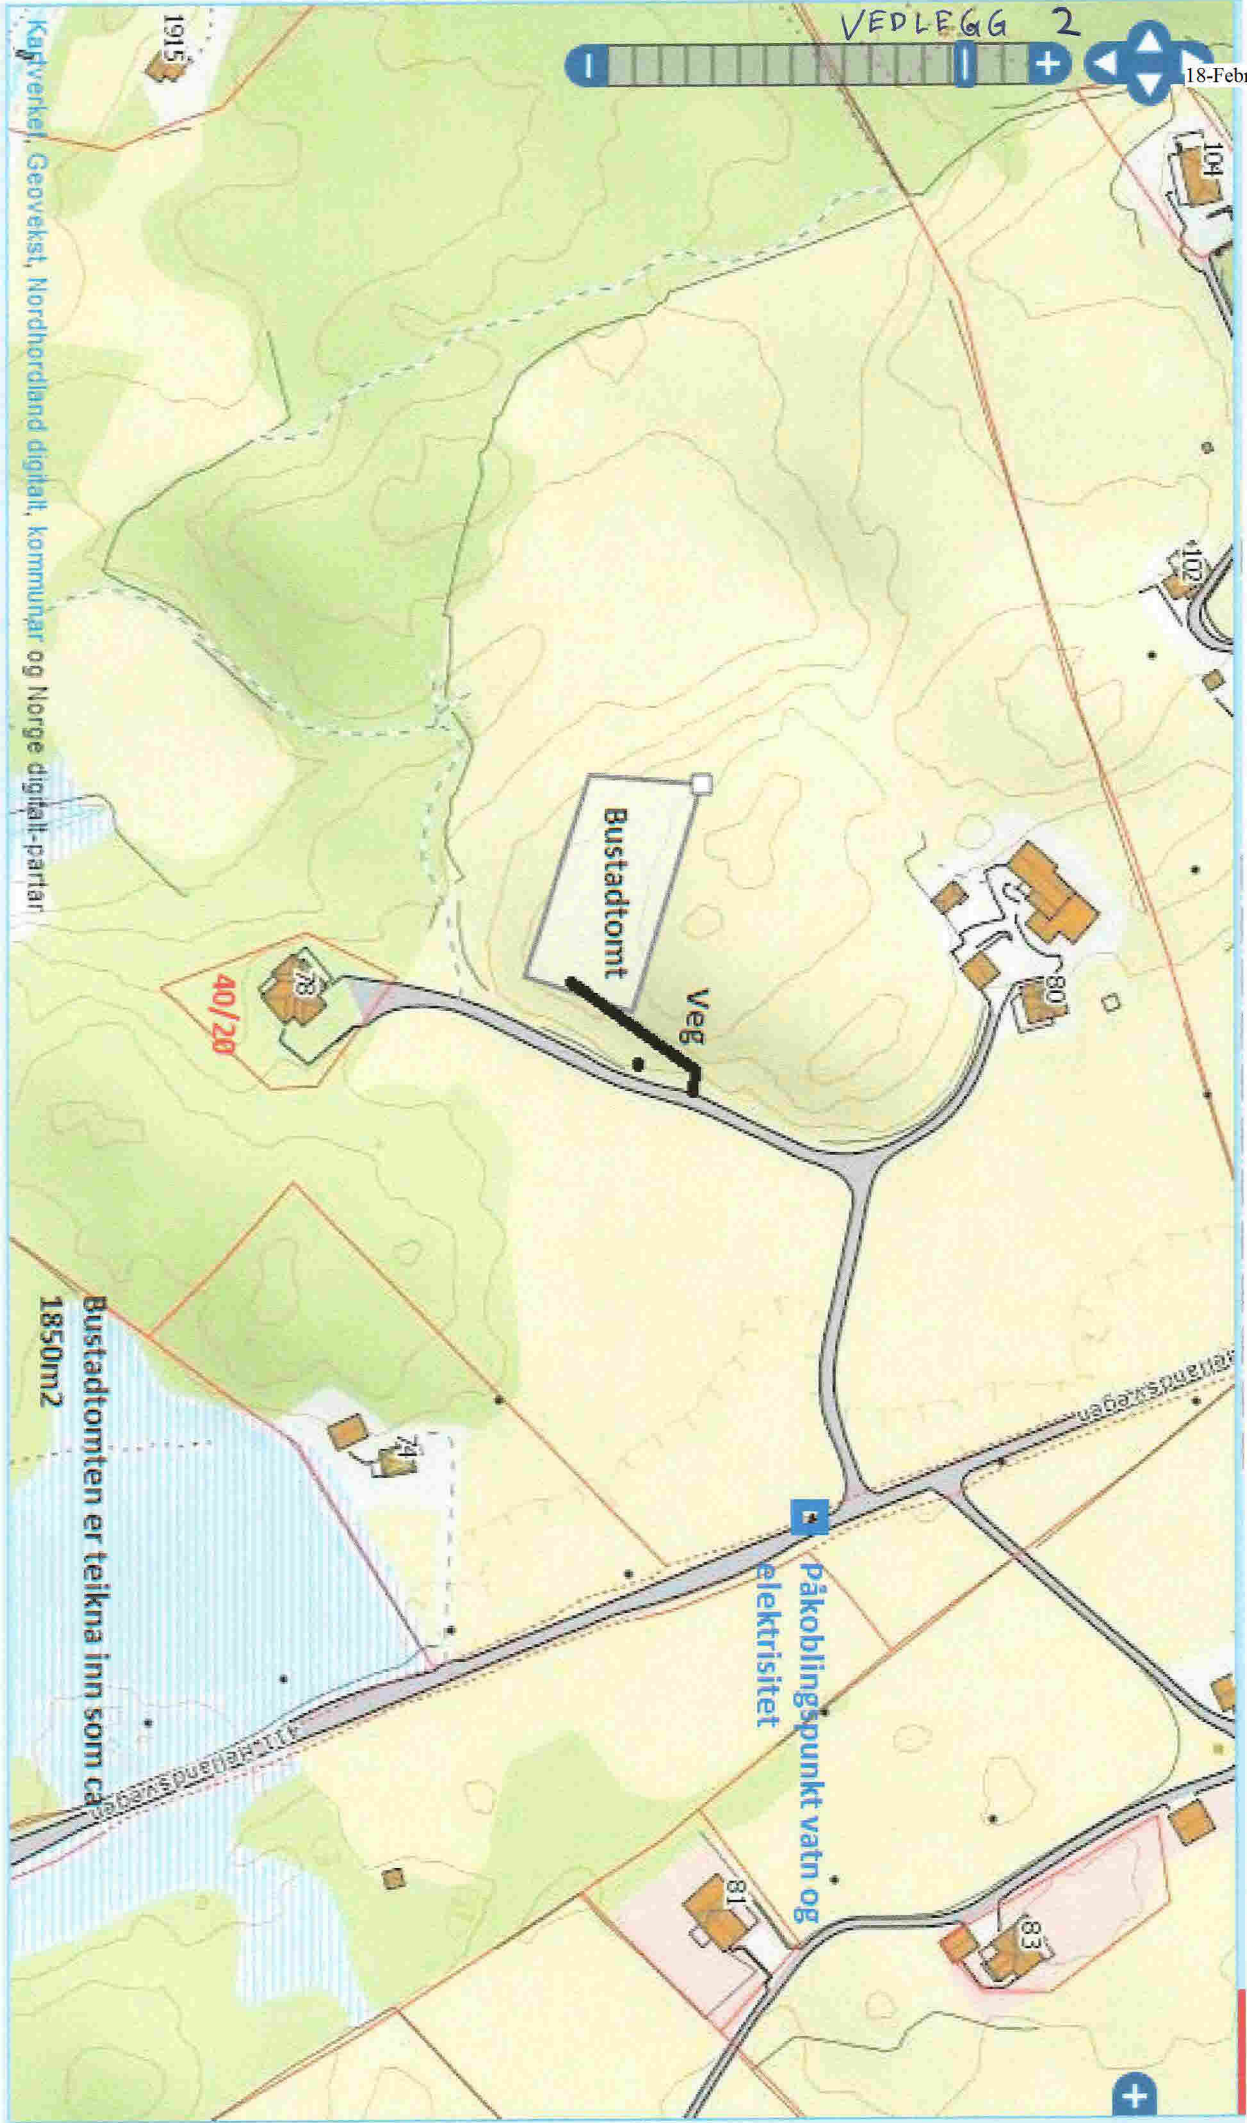 VEDLEGG 2
18-Febr
1915
104
102
80
Bustadtomt
Veg
78
40/20
74
Påkoblingspunkt vatn og
elektrisitet
81
83
Bustadtomten er teikna inn som ca
1850m2
Kartverket, Geovekst, Nordhordland digitalt, kommunar og Norge digitalt-partar